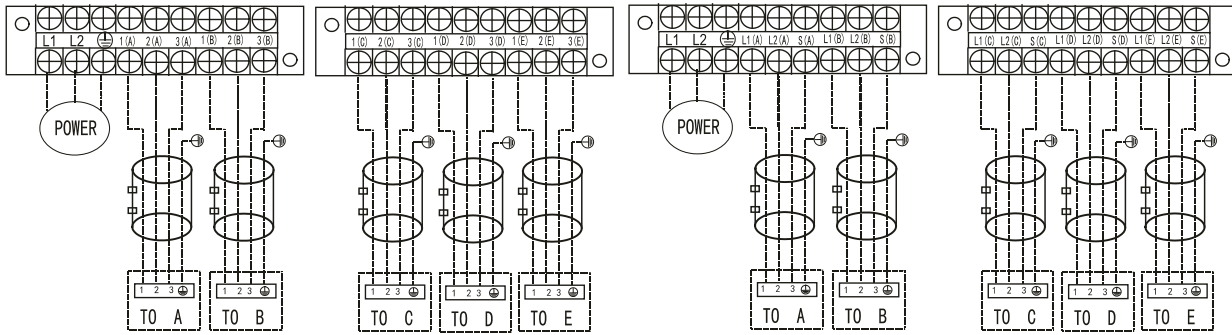 L1 L2 1(A) 2(A) 3(A) 1(B) 2(B) 3(B)
POWER
1 2 3
TO A
1 2 3
TO B
1(C) 2(C) 3(C) 1(D) 2(D) 3(D) 1(E) 2(E) 3(E)
1 2 3
TO C
1 2 3
TO D
1 2 3
TO E
L1 L2 L1(A) L2(A) S(A) L1(B) L2(B) S(B)
POWER
1 2 3
TO A
1 2 3
TO B
L1(C) L2(C) S(C) L1(D) L2(D) S(D) L1(E) L2(E) S(E)
1 2 3
TO C
1 2 3
TO D
1 2 3
TO E